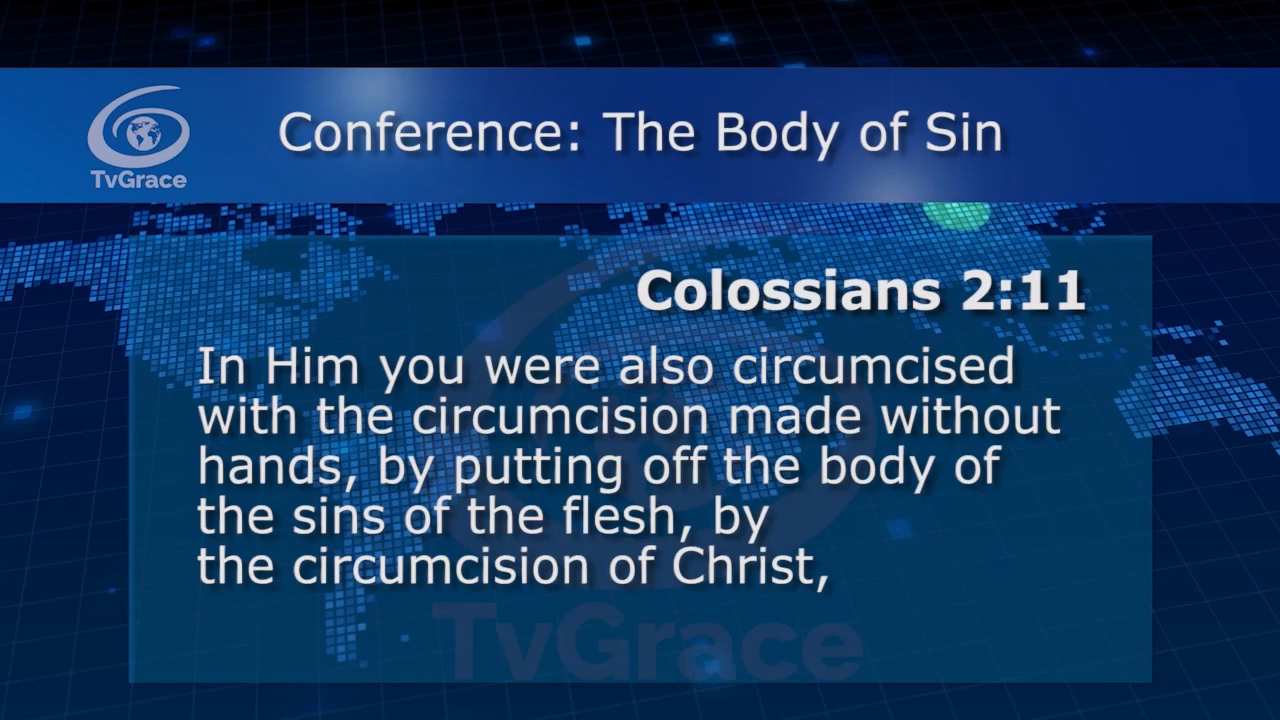 Conference: The Body of Sin
TvGrace
Colossians 2:11
In Him you were also circumcised
with the circumcision made without
hands, by putting off the body of
the sins of the flesh, by
the circumcision of Christ,
TvGrace